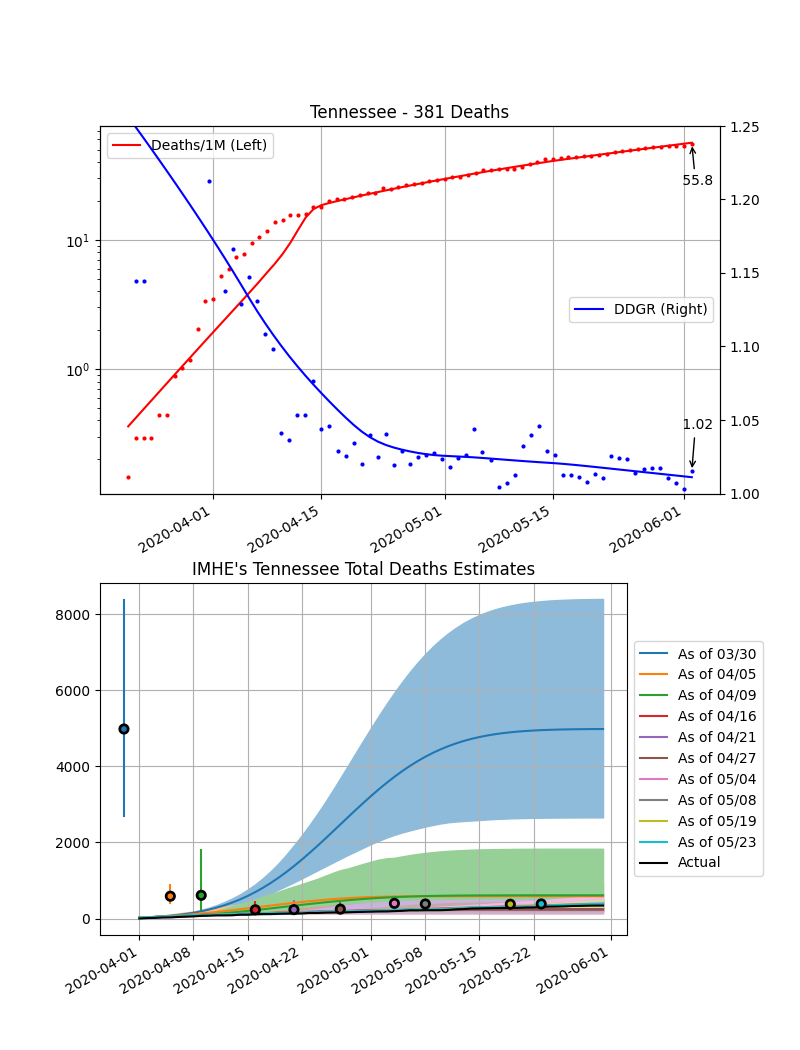 Tennessee - 381 Deaths
Deaths/1M (Left)
DDGR (Right)
55.8
1.02
10¹
10⁰
1.25
1.20
1.15
1.10
1.05
1.00
2020-04-01
2020-04-15
2020-05-01
2020-05-15
2020-06-01
IMHE's Tennessee Total Deaths Estimates
8000
6000
4000
2000
0
2020-04-01
2020-04-08
2020-04-15
2020-04-22
2020-05-01
2020-05-08
2020-05-15
2020-05-22
2020-06-01
As of 03/30
As of 04/05
As of 04/09
As of 04/16
As of 04/21
As of 04/27
As of 05/04
As of 05/08
As of 05/19
As of 05/23
Actual